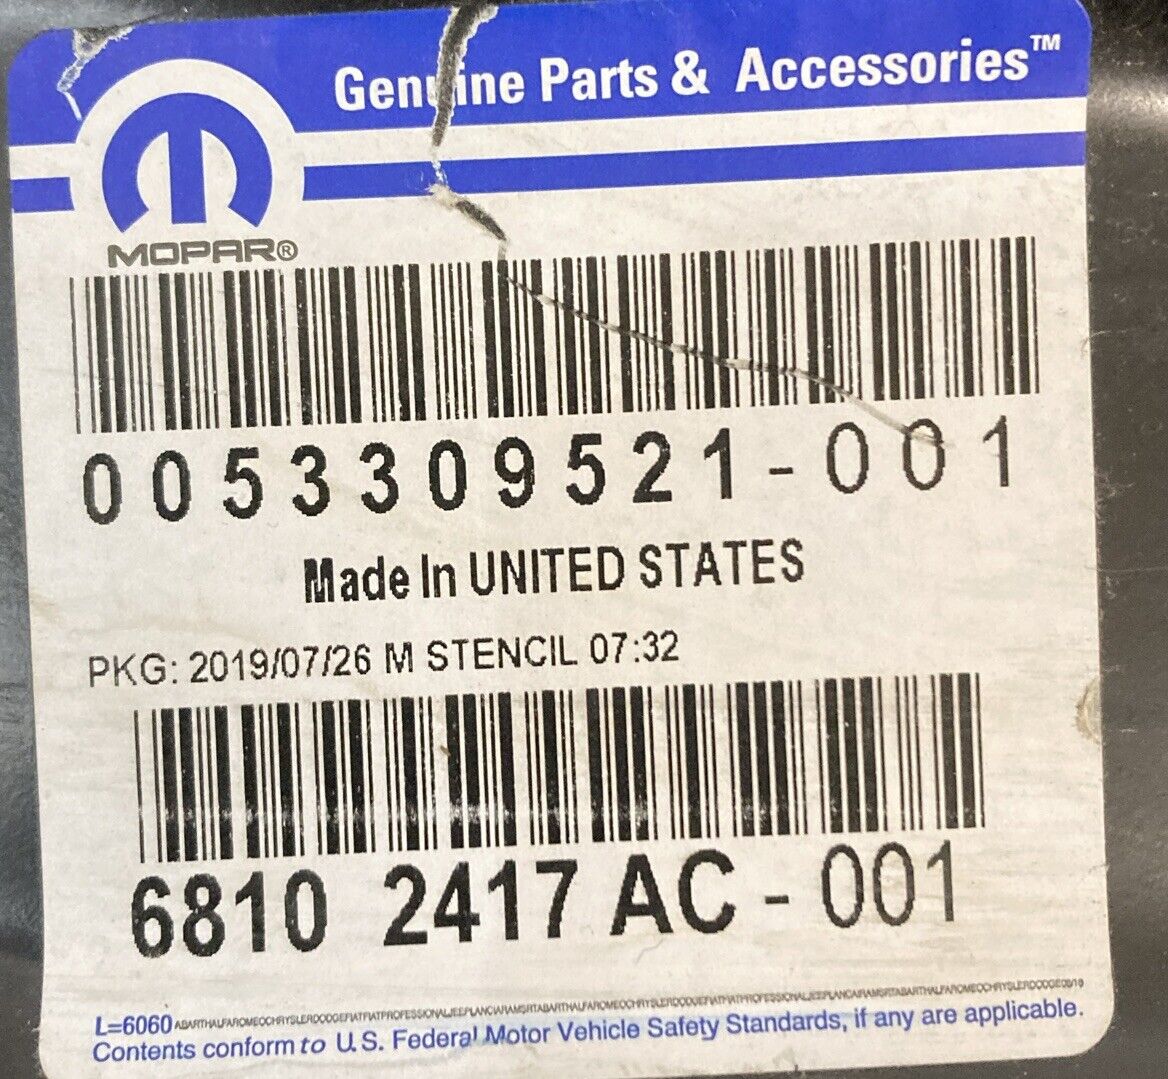 Genuine Parts & Accessories™
MOPAR®
0053309521-001
Made In UNITED STATES
PKG: 2019/07/26 M STENCIL 07:32
6810 2417 AC - 001
L=6060
Contents conform to U.S. Federal Motor Vehicle Safety Standards, if any are applicable.